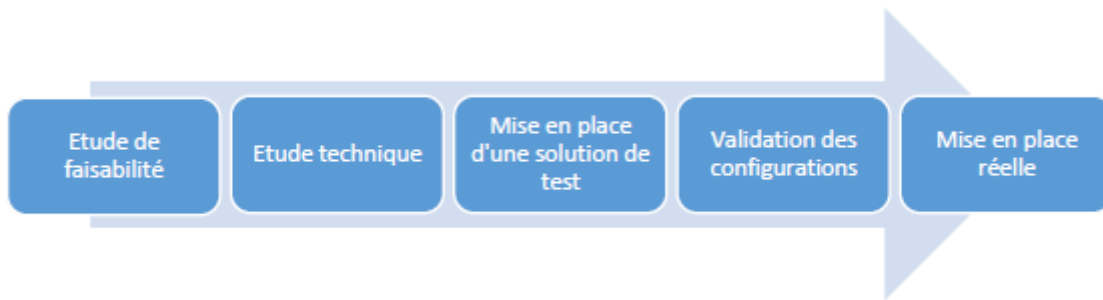 Etude de
faisabilité
Etude technique
Mise en place
d'une solution de
test
Validation des
configurations
Mise en place
réelle